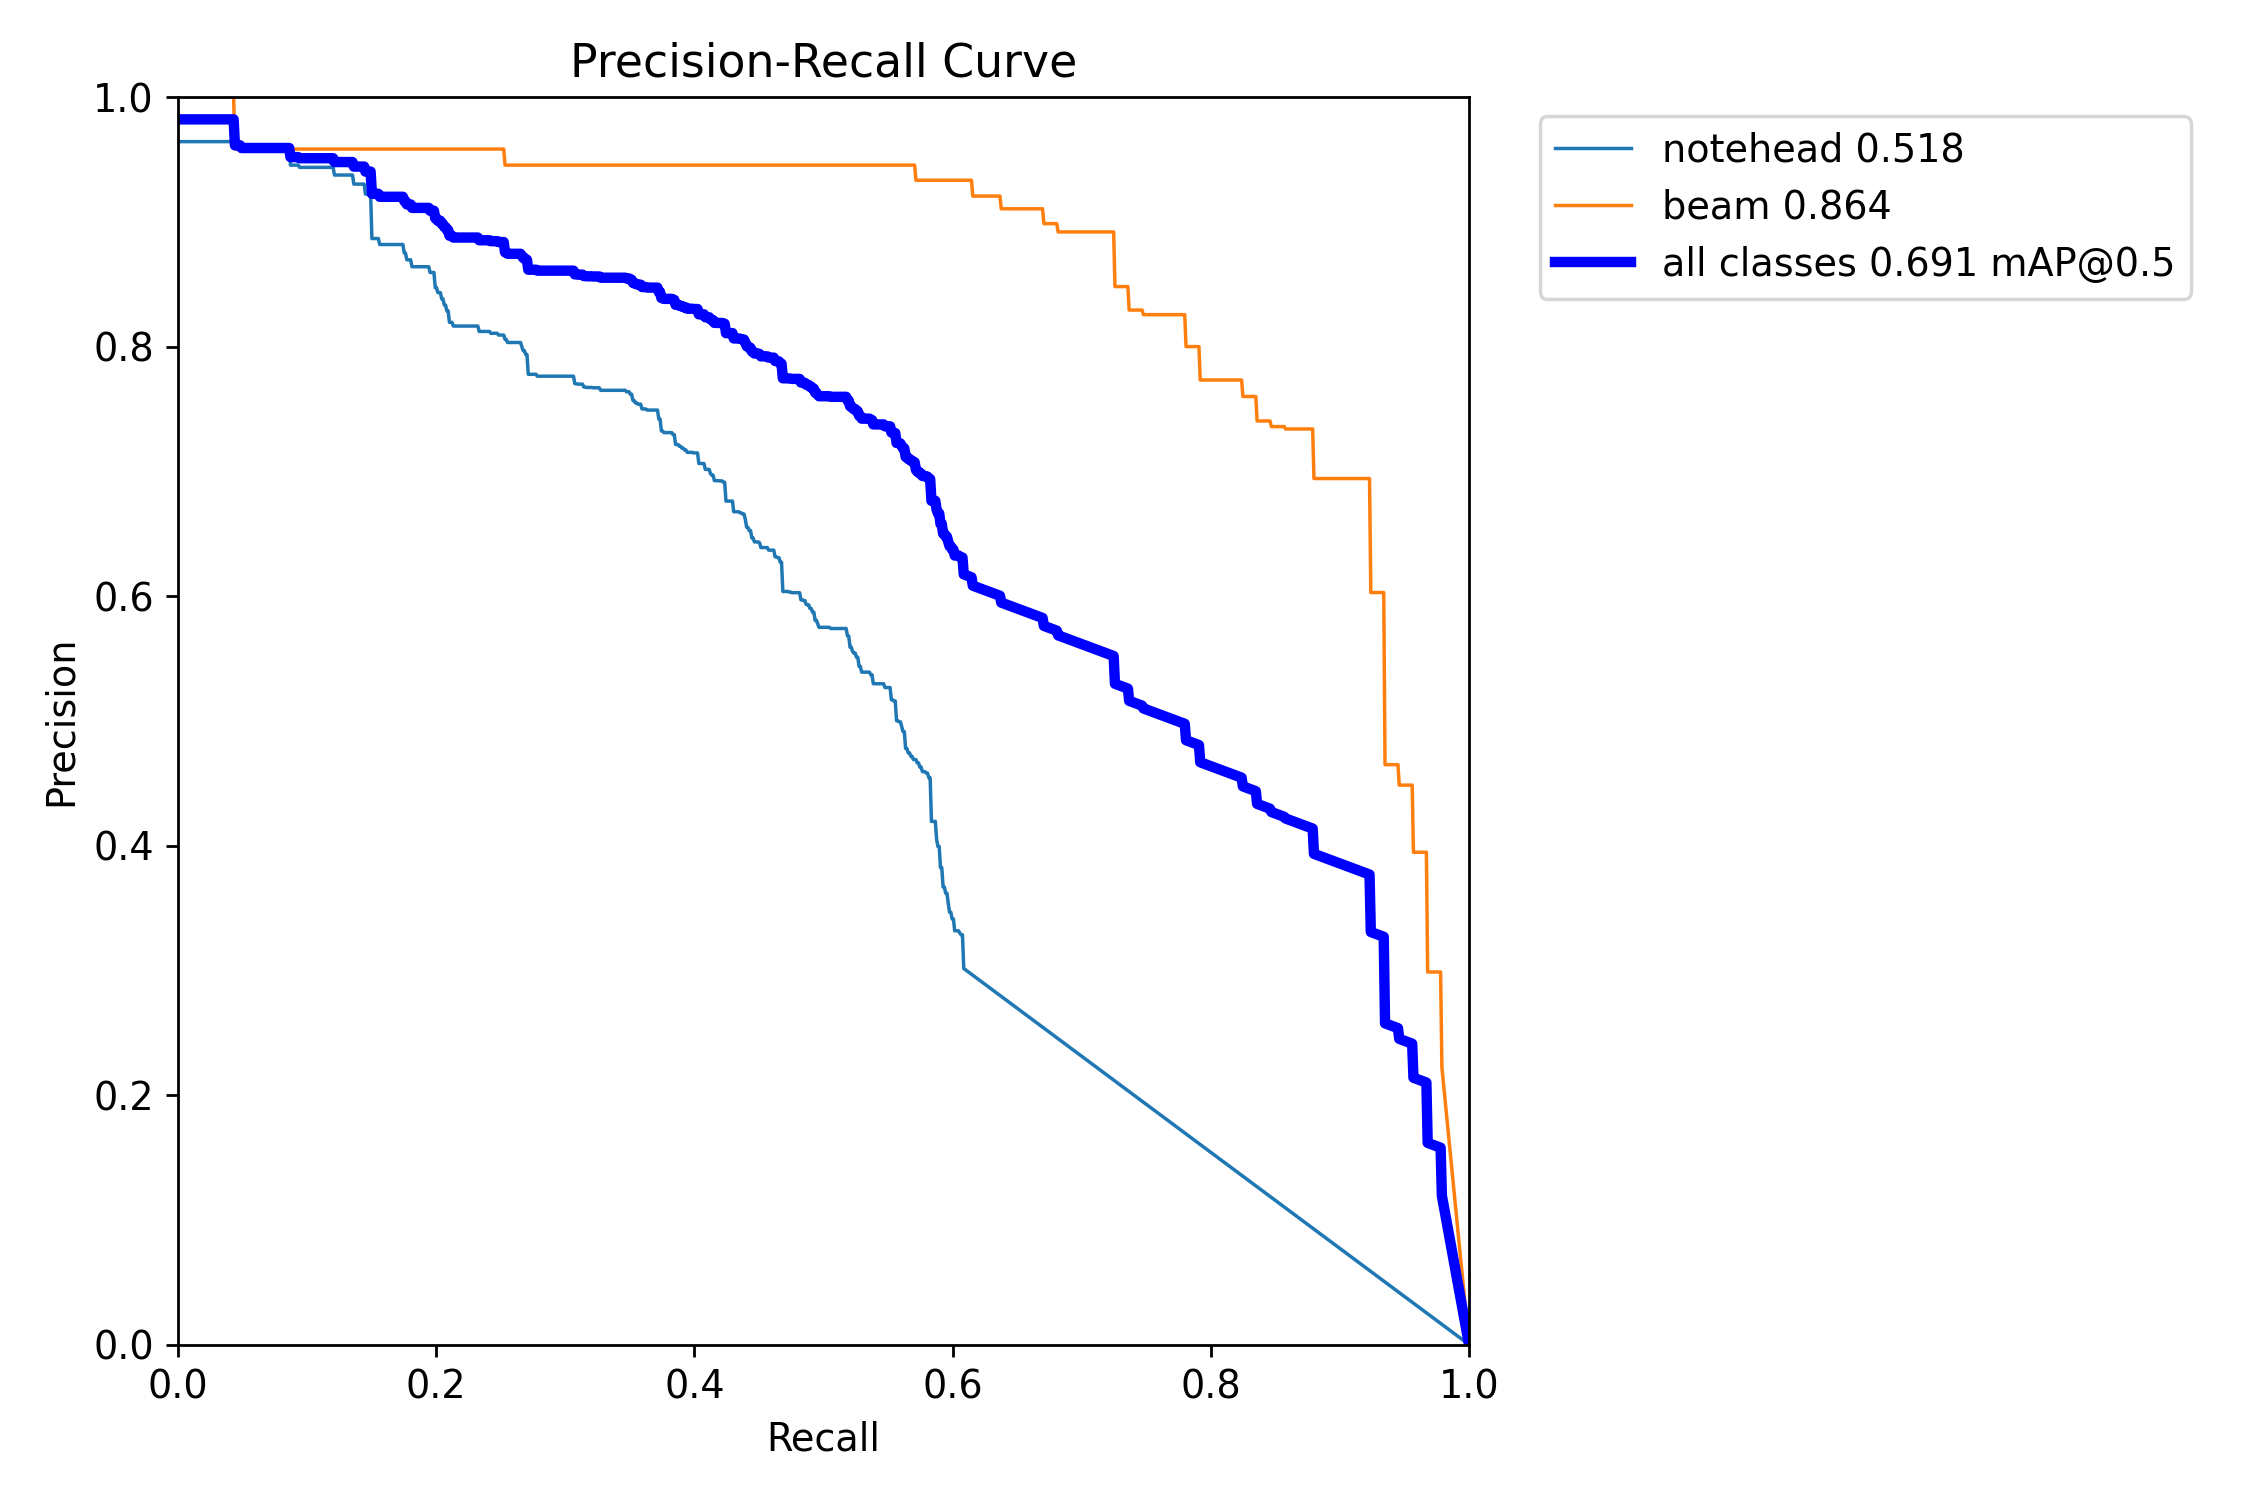 Precision-Recall Curve
notehead 0.518
beam 0.864
all classes 0.691 mAP@0.5
Precision
1.0
0.8
0.6
0.4
0.2
0.0
0.0 0.2 0.4 0.6 0.8 1.0
Recall